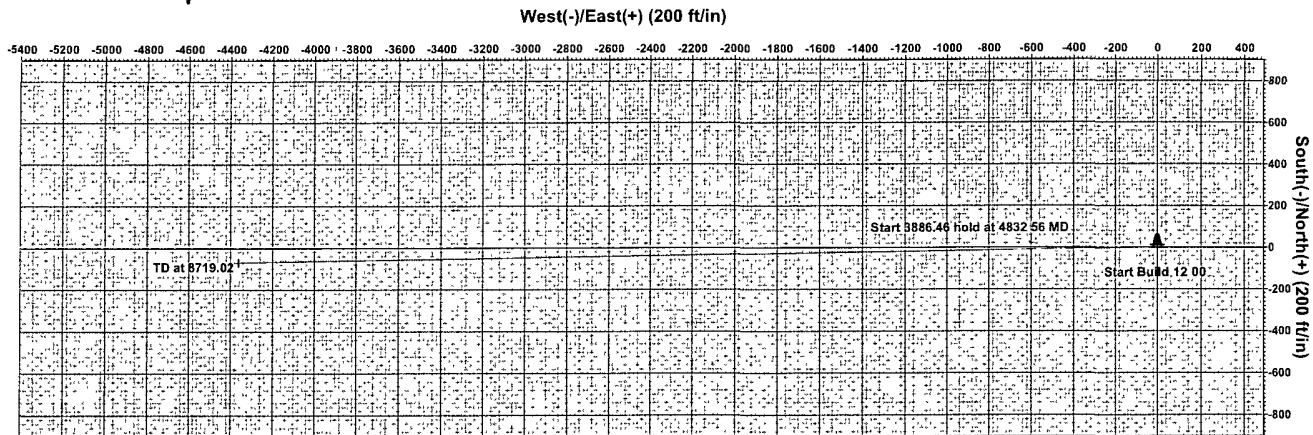 West(-)/East(+) (200 ft/in)
-5400 -5200 -5000 -4800 -4600 -4400 -4200 -4000 -3800 -3600 -3400 -3200 -3000 -2800 -2600 -2400 -2200 -2000 -1800 -1600 -1400 -1200 -1000 -800 -600 -400 -200 0 200 400
800
600
400
200
0
-200
-400
-600
-800
South(-)/North(+) (200 ft/in)
Start 3886.46 hold at 4832 56 MD
TD at 8719.02
Start Build 12 00